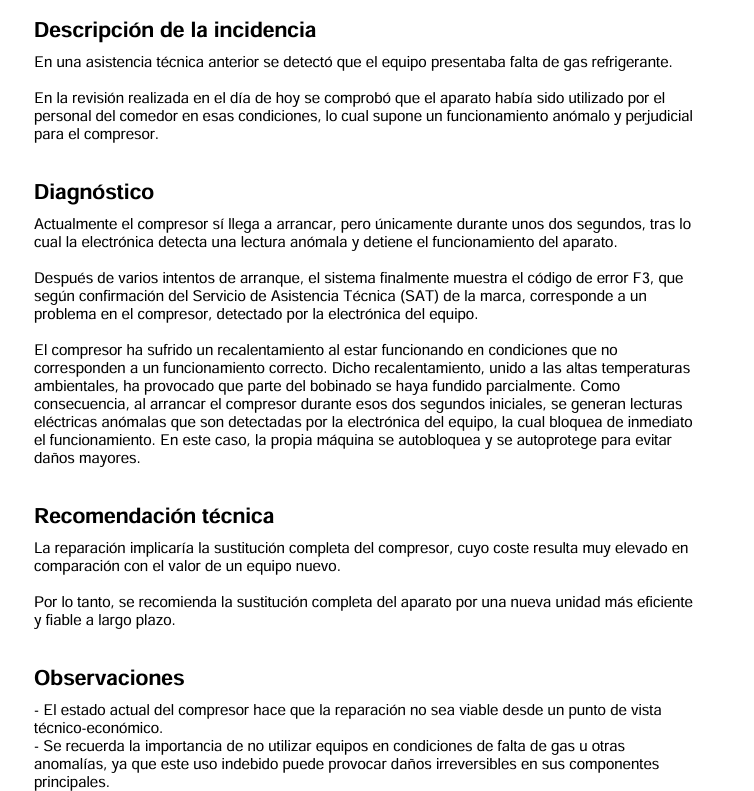 Descripción de la incidencia
En una asistencia técnica anterior se detectó que el equipo presentaba falta de gas refrigerante.
En la revisión realizada en el día de hoy se comprobó que el aparato había sido utilizado por el
personal del comedor en esas condiciones, lo cual supone un funcionamiento anómalo y perjudicial
para el compresor.
Diagnóstico
Actualmente el compresor sí llega a arrancar, pero únicamente durante unos dos segundos, tras lo
cual la electrónica detecta una lectura anómala y detiene el funcionamiento del aparato.
Después de varios intentos de arranque, el sistema finalmente muestra el código de error F3, que
según confirmación del Servicio de Asistencia Técnica (SAT) de la marca, corresponde a un
problema en el compresor, detectado por la electrónica del equipo.
El compresor ha sufrido un recalentamiento al estar funcionando en condiciones que no
corresponden a un funcionamiento correcto. Dicho recalentamiento, unido a las altas temperaturas
ambientales, ha provocado que parte del bobinado se haya fundido parcialmente. Como
consecuencia, al arrancar el compresor durante esos dos segundos iniciales, se generan lecturas
eléctricas anómalas que son detectadas por la electrónica del equipo, la cual bloquea de inmediato
el funcionamiento. En este caso, la propia máquina se autobloquea y se autoprotege para evitar
daños mayores.
Recomendación técnica
La reparación implicaría la sustitución completa del compresor, cuyo coste resulta muy elevado en
comparación con el valor de un equipo nuevo.
Por lo tanto, se recomienda la sustitución completa del aparato por una nueva unidad más eficiente
y fiable a largo plazo.
Observaciones
- El estado actual del compresor hace que la reparación no sea viable desde un punto de vista
técnico-económico.
- Se recuerda la importancia de no utilizar equipos en condiciones de falta de gas u otras
anomalías, ya que este uso indebido puede provocar daños irreversibles en sus componentes
principales.